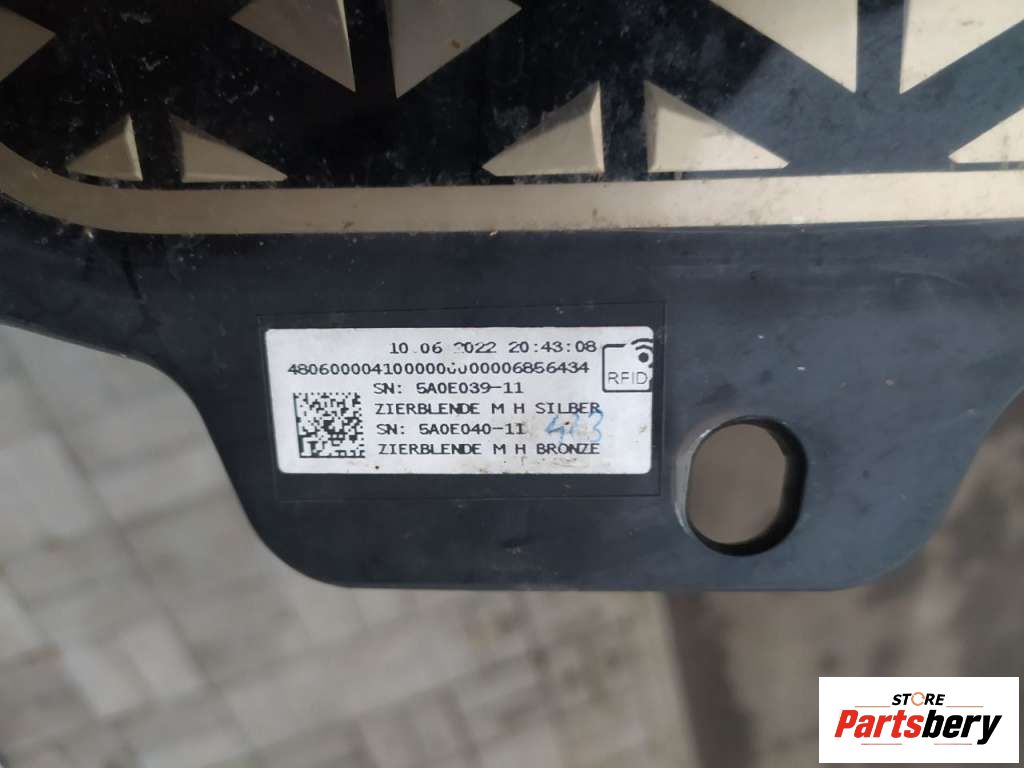 10.06 2022 20:43:08
RFID
SN: 5A0E039-11
ZIERBLENDE M H SILBER
SN: 5A0E040-11
423
ZIERBLENDE M H BRONZE
STORE
Partsbery